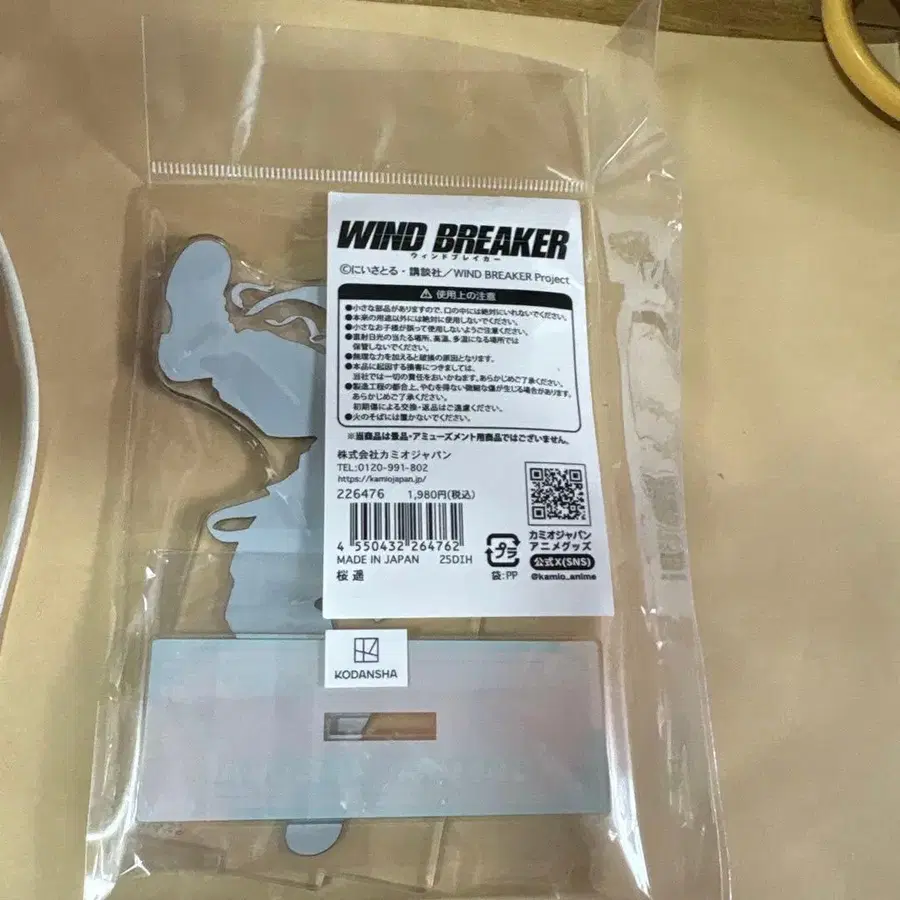 WIND BREAKER
ウィンドブレイカー
©にいさとる・講談社／WIND BREAKER Project
⚠ 使用上の注意
●小さな部品がありますので、口の中には絶対にいれないでください。
●本来の用途以外には絶対に使用しないでください。
●小さなお子様が誤って使用しないようご注意ください。
●直射日光の当たる場所、高温、多湿になる場所では
保管しないでください。
●無理な力を加えると破損の原因となります。
●本品に起因する損害につきましては、
当社では一切の責任をおいかねます。あらかじめご了承ください。
●製造工程の都合上、やむを得ない微細な傷が生じる場合があります。
あらかじめご了承ください。
初期傷による交換・返品はご遠慮ください。
●火のそばには置かないでください。
※当商品は景品・アミューズメント用商品ではございません。
株式会社カミオジャパン
TEL:0120-991-802
https://kamiojapan.jp/
226476 1,980円(税込)
4 550432 264762
MADE IN JAPAN 2SDIH
桜 遥
プラ
袋:PP
カミオジャパン
アニメグッズ
公式X(SNS)
@kamio_anime
KODANSHA